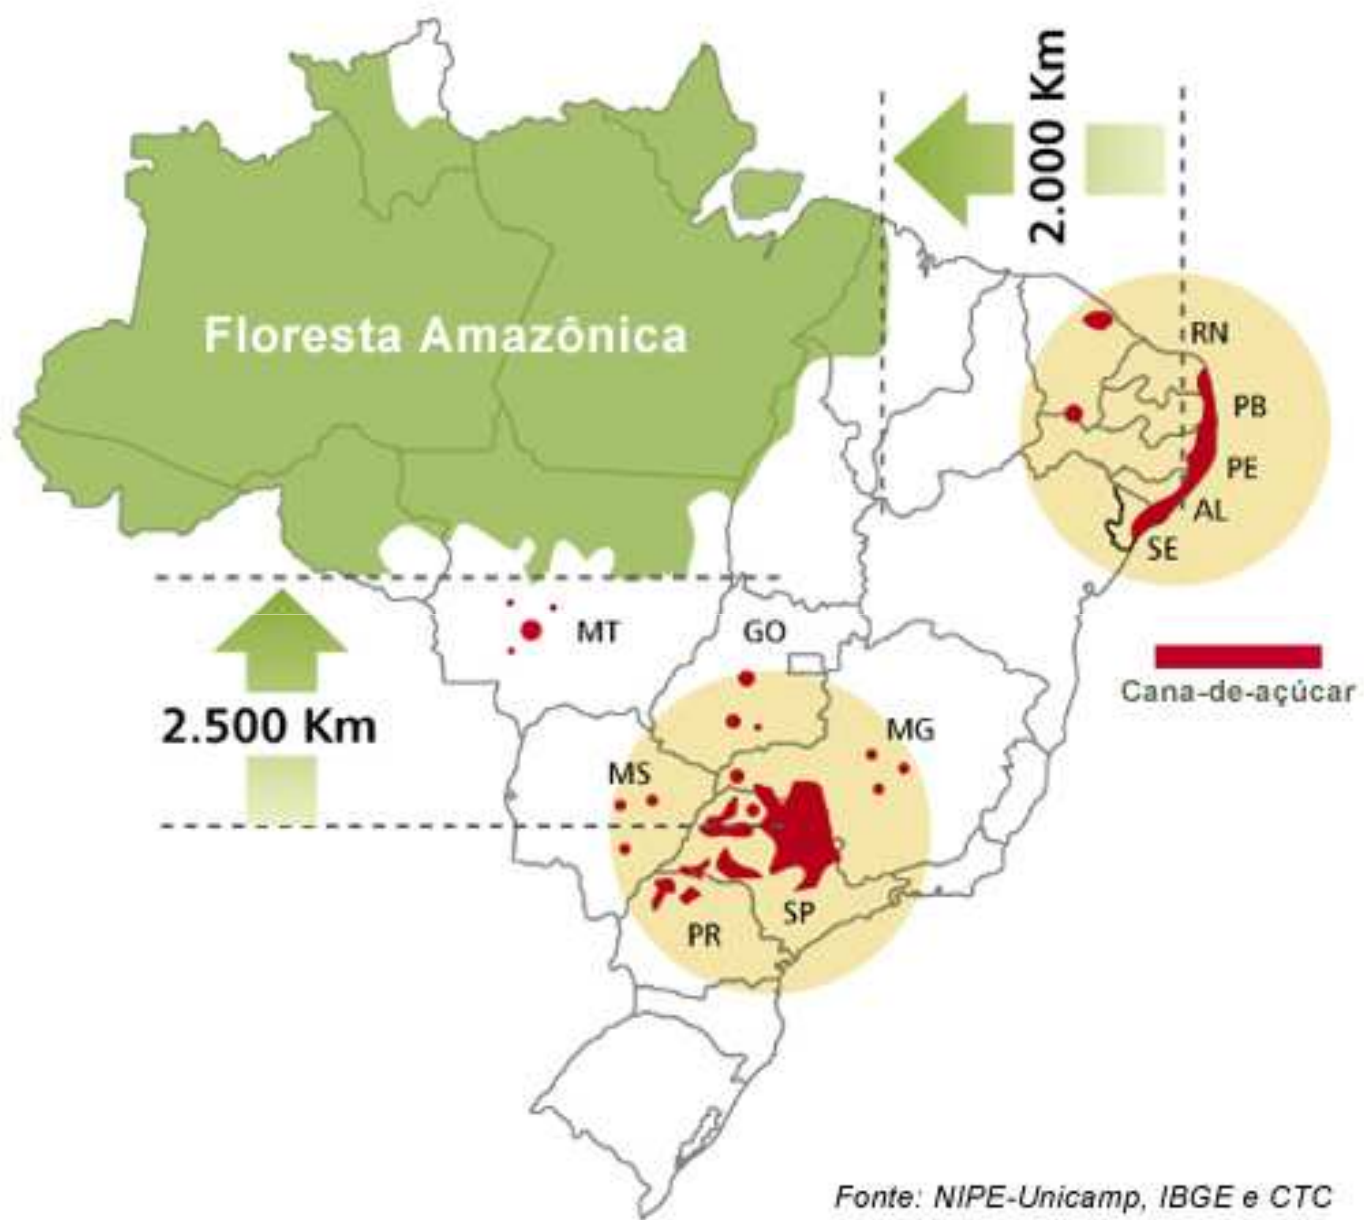 2.000 Km
Floresta Amazônica
RN
PB
PE
AL
SE
MT
GO
Cana-de-açúcar
2.500 Km
MG
MS
SP
PR
Fonte: NIPE-Unicamp, IBGE e CTC